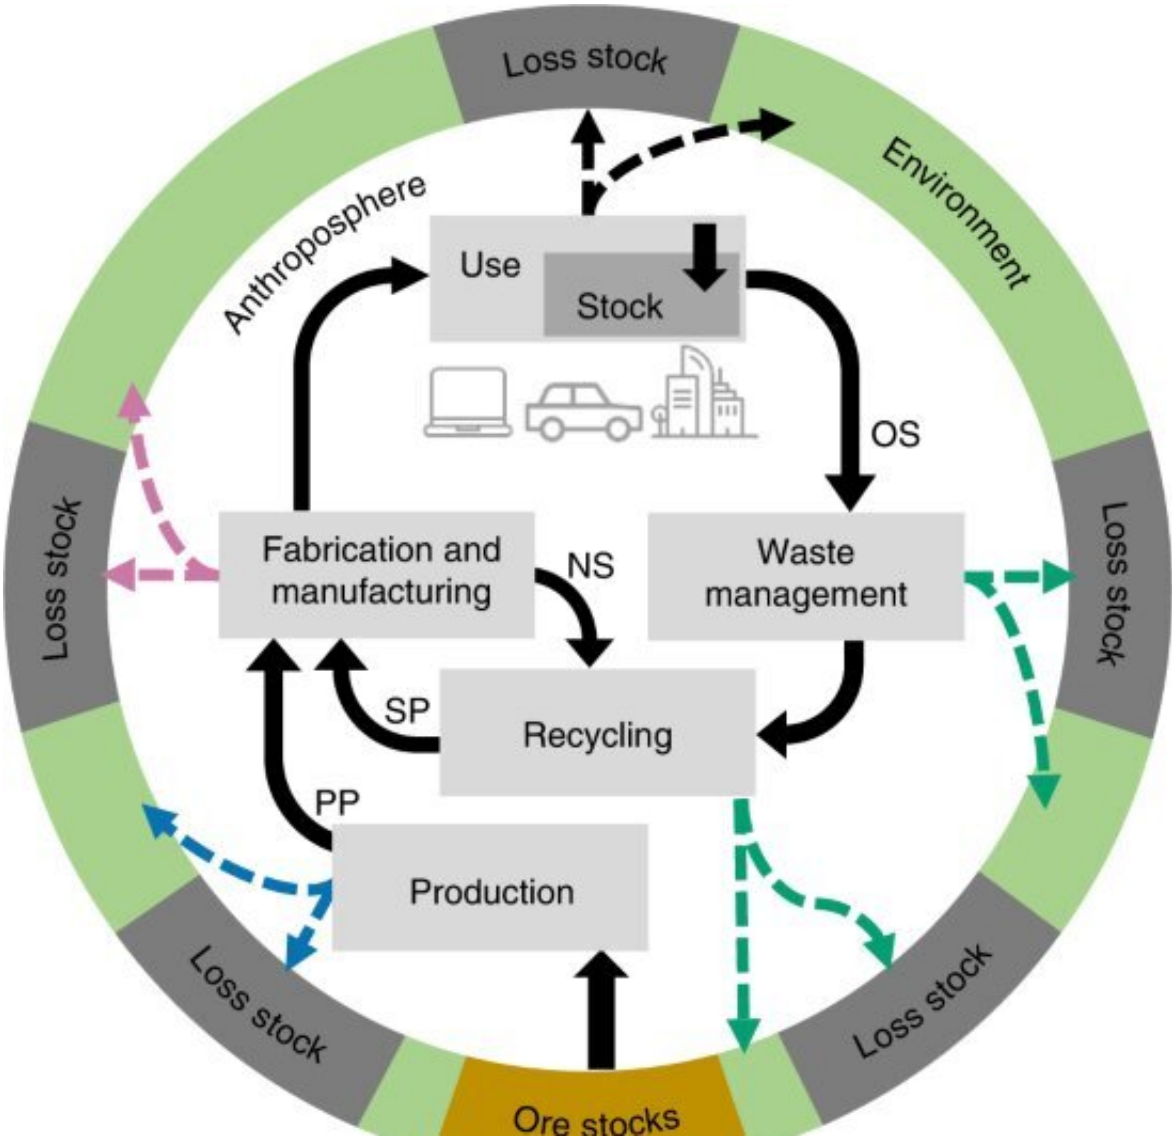 Loss stock
Environment
Anthroposphere
Use
Stock
OS
Loss stock
Fabrication and
manufacturing
NS
Waste
management
Loss stock
SP
Recycling
PP
Production
Loss stock
Loss stock
Ore stocks